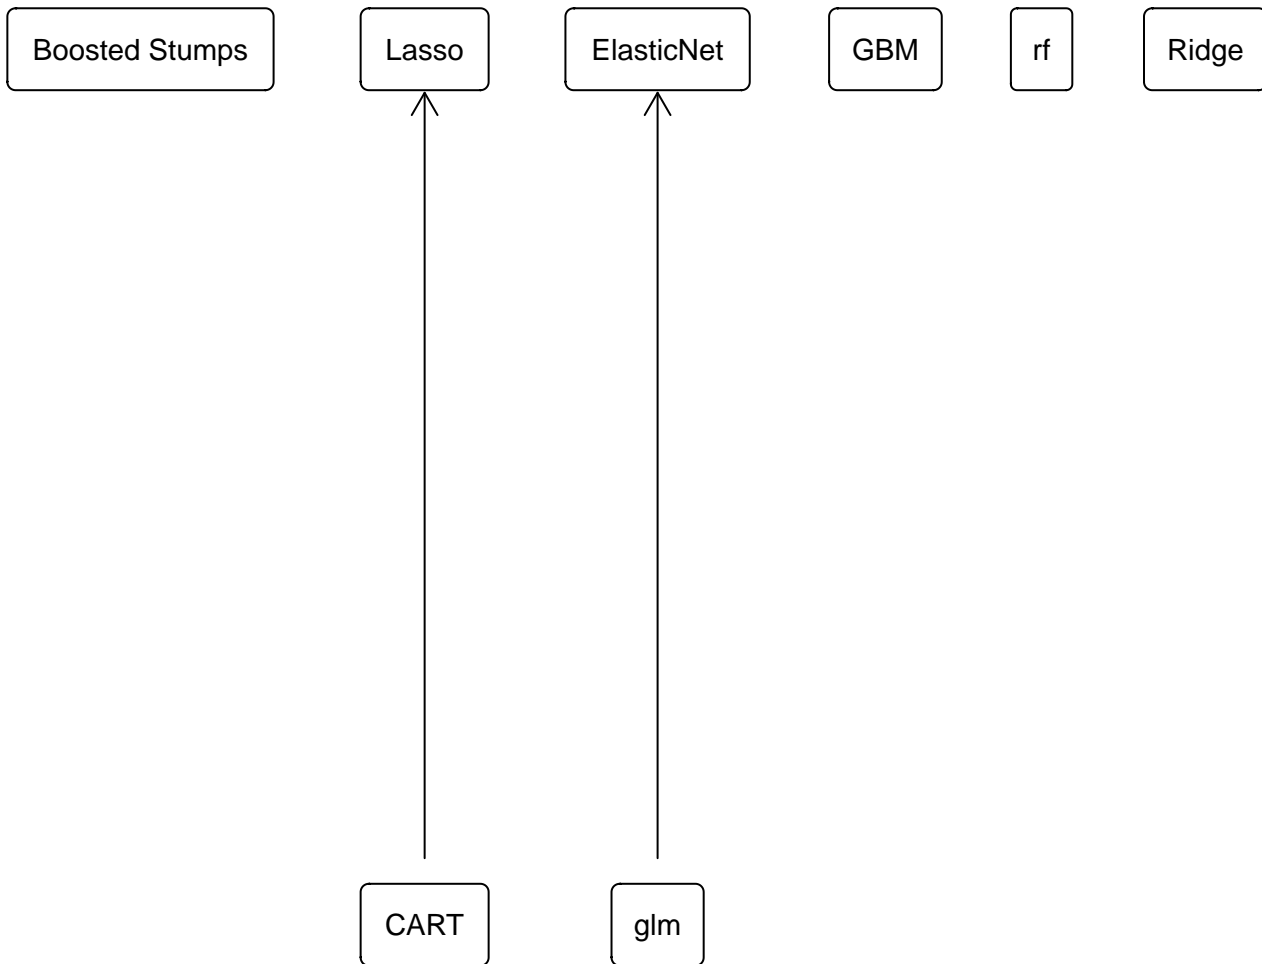 Boosted Stumps
Lasso
ElasticNet
GBM
rf
Ridge
CART
glm